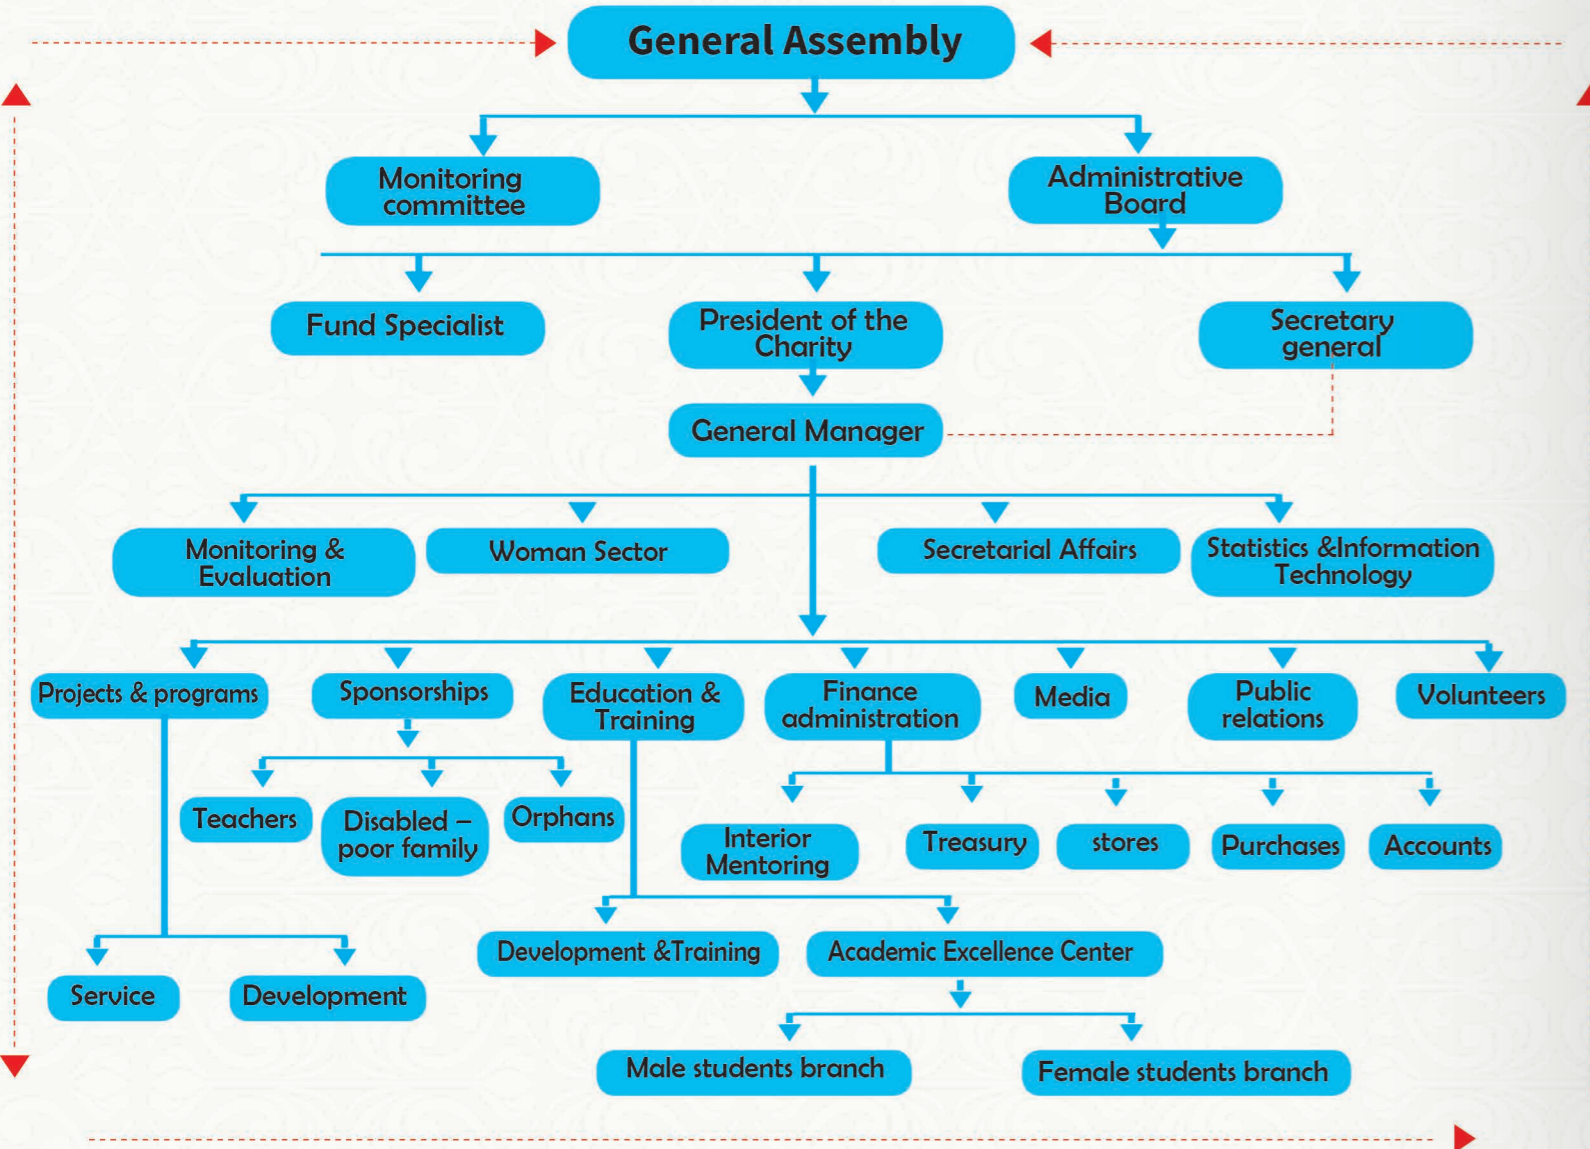 General Assembly
Monitoring
committee
Administrative
Board
Fund Specialist
President of the
Charity
Secretary
general
General Manager
Monitoring &
Evaluation
Woman Sector
Secretarial Affairs
Statistics &Information
Technology
Projects & programs
Sponsorships
Education &
Training
Finance
administration
Media
Public
relations
Volunteers
Teachers
Disabled –
poor family
Orphans
Interior
Mentoring
Treasury
stores
Purchases
Accounts
Development &Training
Academic Excellence Center
Service
Development
Male students branch
Female students branch